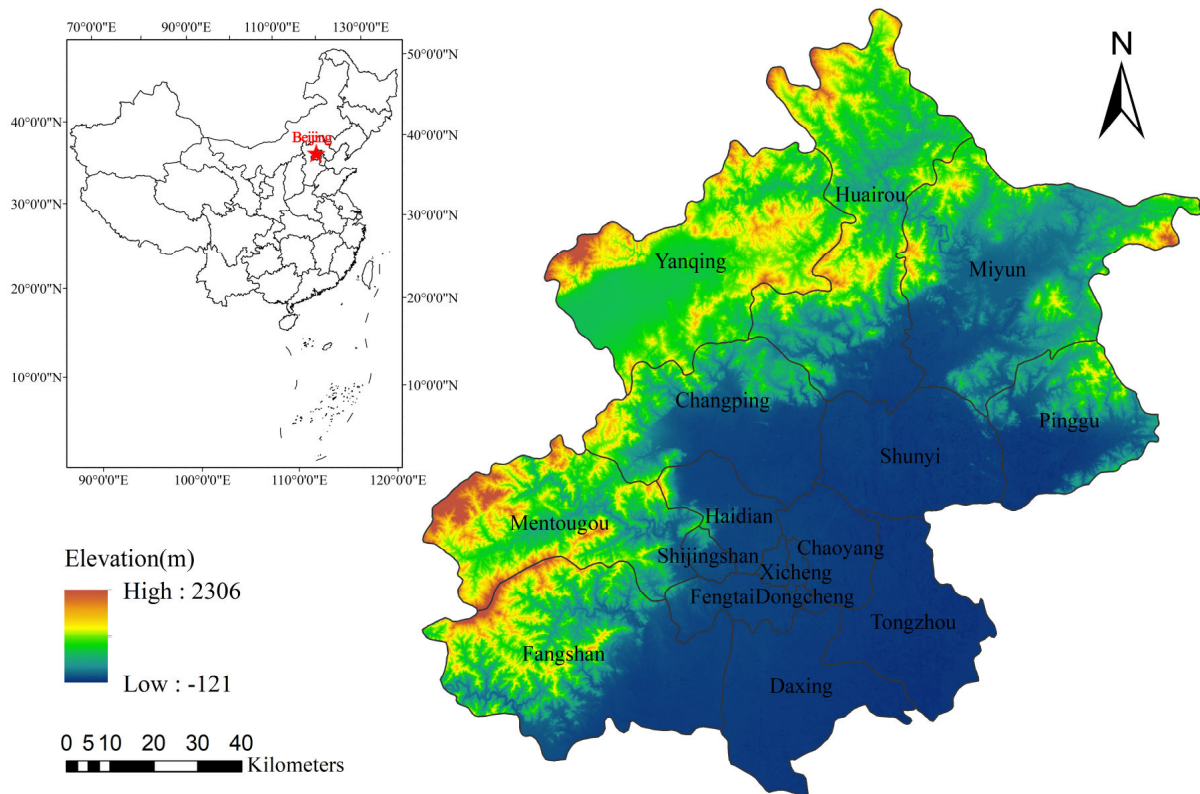 70°0'0"E 90°0'0"E 110°0'0"E 130°0'0"E
50°0'0"N
40°0'0"N
40°0'0"N
Beijing
30°0'0"N
30°0'0"N
20°0'0"N
20°0'0"N
10°0'0"N
10°0'0"N
90°0'0"E 100°0'0"E 110°0'0"E 120°0'0"E
N
Huairou
Yanqing
Miyun
Changping
Pinggu
Shunyi
Haidian
Mentougou
Chaoyang
Shijingshan
Xicheng
FengtaiDongcheng
Tongzhou
Fangshan
Daxing
Elevation(m)
High : 2306
Low : -121
0 5 10 20 30 40
Kilometers